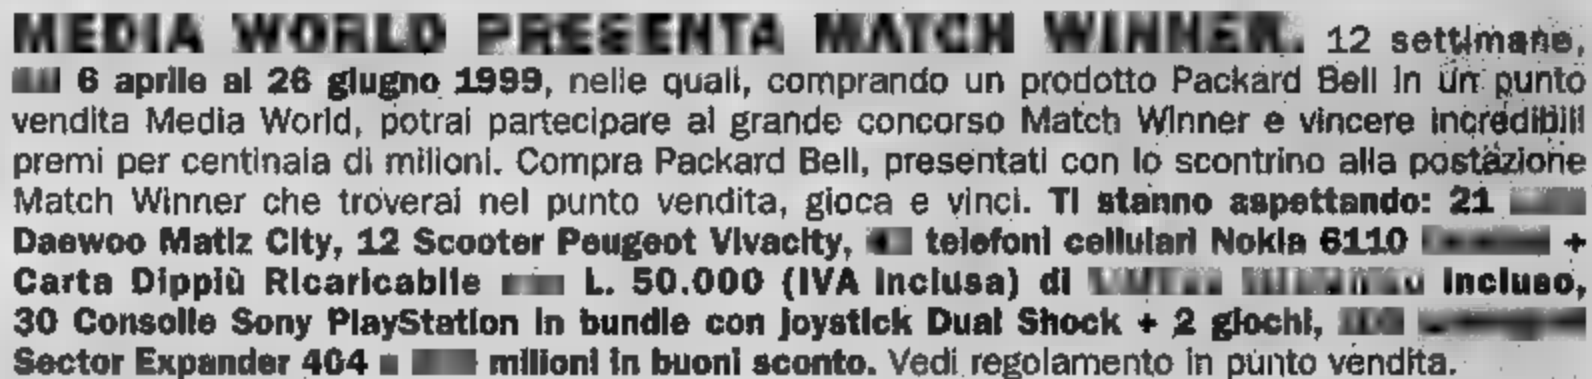 MEDIA WORLD PRESENTA MATCH WINNER. 12 settimane,
6 aprile al 26 giugno 1999, nelle quali, comprando un prodotto Packard Bell in un punto
vendita Media World, potrai partecipare al grande concorso Match Winner e vincere incredibili
premi per centinaia di milioni. Compra Packard Bell, presentati con lo scontrino alla postazione
Match Winner che troverai nel punto vendita, gioca e vinci. Ti stanno aspettando: 21
Daewoo Matiz City, 12 Scooter Peugeot Vivacity, telefoni cellulari Nokia 6110 +
Carta Dippiù Ricaricabile L. 50.000 (IVA inclusa) di incluso,
30 Consolle Sony PlayStation in bundle con joystick Dual Shock + 2 giochi,
Sector Expander 404 milioni in buoni sconto. Vedi regolamento in punto vendita.